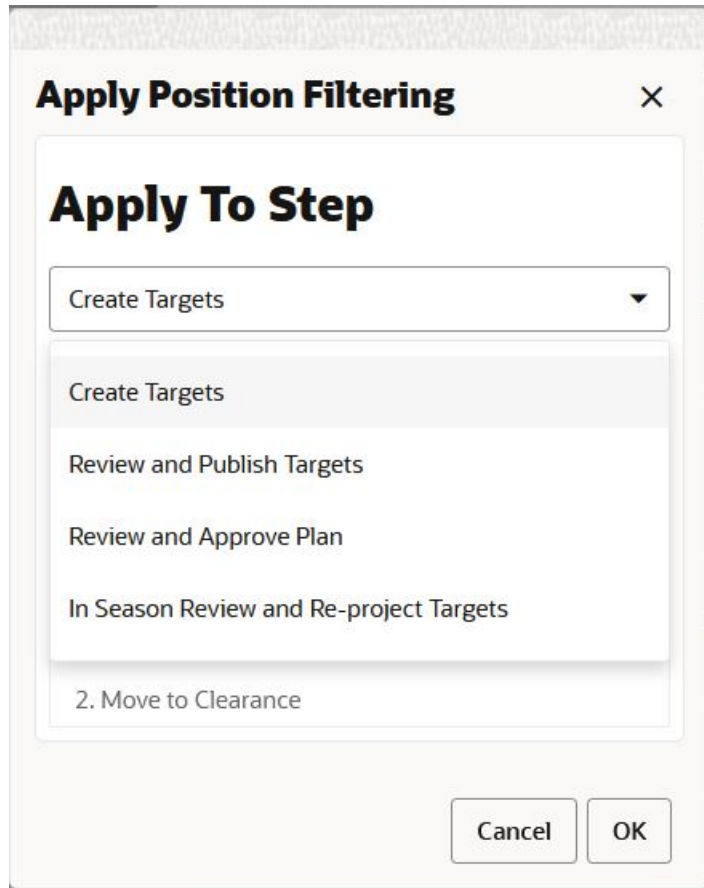 Apply Position Filtering
Apply To Step
Create Targets
Create Targets
Review and Publish Targets
Review and Approve Plan
In Season Review and Re-project Targets
2. Move to Clearance
Cancel OK